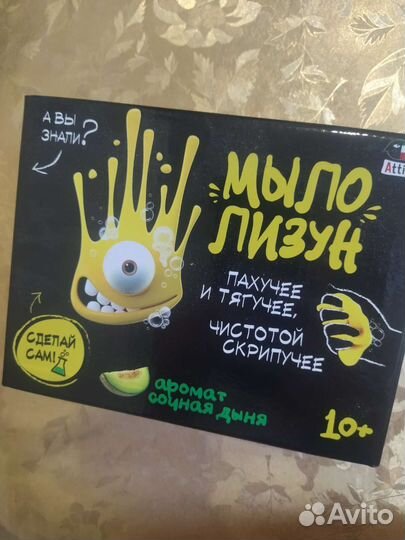 А ВЫ
ЗНАЛИ?
МЫЛО
ЛИЗУН
ПАХУЧЕЕ
И ТЯГУЧЕЕ,
ЧИСТОТОЙ
СКРИПУЧЕЕ
СДЕЛАЙ
САМ!
аромат
сочная дыня
10+
Avito